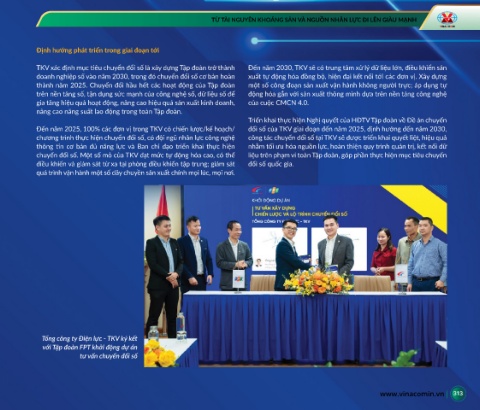 TỪ TÀI NGUYÊN KHOÁNG SẢN VÀ NGUỒN NHÂN LỰC ĐI LÊN GIÀU MẠNH
Định hướng phát triển trong giai đoạn tới
TKV xác định mục tiêu chuyển đổi số là xây dựng Tập đoàn trở thành
doanh nghiệp số vào năm 2030, trong đó chuyển đổi số cơ bản hoàn
thành năm 2025. Chuyển đổi hầu hết các hoạt động của Tập đoàn
trên nền tảng số, tận dụng sức mạnh của công nghệ số, dữ liệu số để
gia tăng hiệu quả hoạt động, nâng cao hiệu quả sản xuất kinh doanh,
nâng cao năng suất lao động trong toàn Tập đoàn.
Đến năm 2025, 100% các đơn vị trong TKV có chiến lược/kế hoạch/
chương trình thực hiện chuyển đổi số, có đội ngũ nhân lực công nghệ
thông tin cơ bản đủ năng lực và Ban chỉ đạo triển khai thực hiện
chuyển đổi số. Một số mỏ của TKV đạt mức tự động hóa cao, có thể
điều khiển và giám sát từ xa tại phòng điều khiển tập trung; giám sát
quá trình vận hành một số dây chuyền sản xuất chính mọi lúc, mọi nơi.
Đến năm 2030, TKV sẽ có trung tâm xử lý dữ liệu lớn, điều khiển sản
xuất tự động hóa đồng bộ, hiện đại kết nối tới các đơn vị. Xây dựng
một số công đoạn sản xuất vận hành không người trực; áp dụng tự
động hóa gắn với sản xuất thông minh dựa trên nền tảng công nghệ
của cuộc CMCN 4.0.
Triển khai thực hiện Nghị quyết của HĐTV Tập đoàn về Đề án chuyển
đổi số của TKV giai đoạn đến năm 2025, định hướng đến năm 2030,
công tác chuyển đổi số tại TKV sẽ được triển khai quyết liệt, hiệu quả
nhằm tối ưu hóa nguồn lực, hoàn thiện quy trình quản trị, kết nối dữ
liệu trên phạm vi toàn Tập đoàn, góp phần thực hiện mục tiêu chuyển
đổi số quốc gia.
KHỞI ĐỘNG DỰ ÁN
TƯ VẤN XÂY DỰNG
CHIẾN LƯỢC VÀ LỘ TRÌNH CHUYỂN ĐỔI SỐ
TỔNG CÔNG TY
TKV
Tổng công ty Điện lực - TKV ký kết
với Tập đoàn FPT khởi động dự án
tư vấn chuyển đổi số
www.vinacomin.vn
313